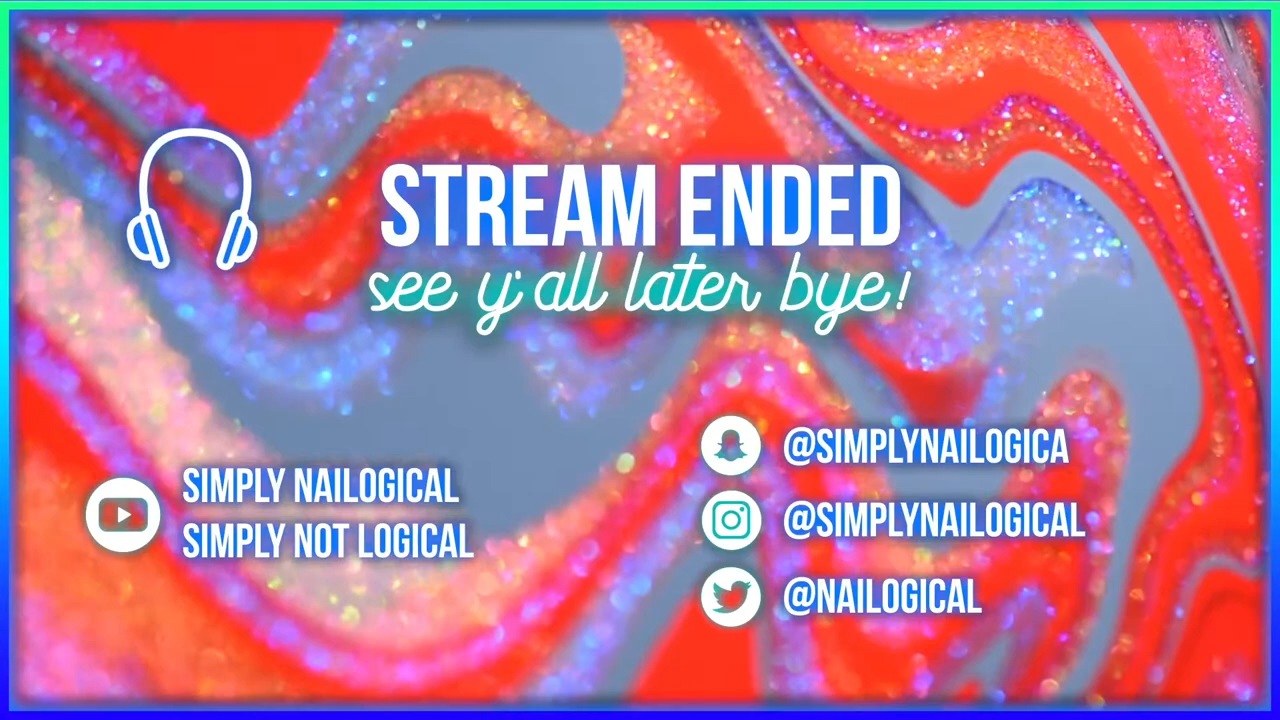 STREAM ENDED
see y'all later bye!
SIMPLY NAILOGICAL
SIMPLY NOT LOGICAL
@SIMPLYNAILOGICA
@SIMPLYNAILOGICAL
@NAILOGICAL